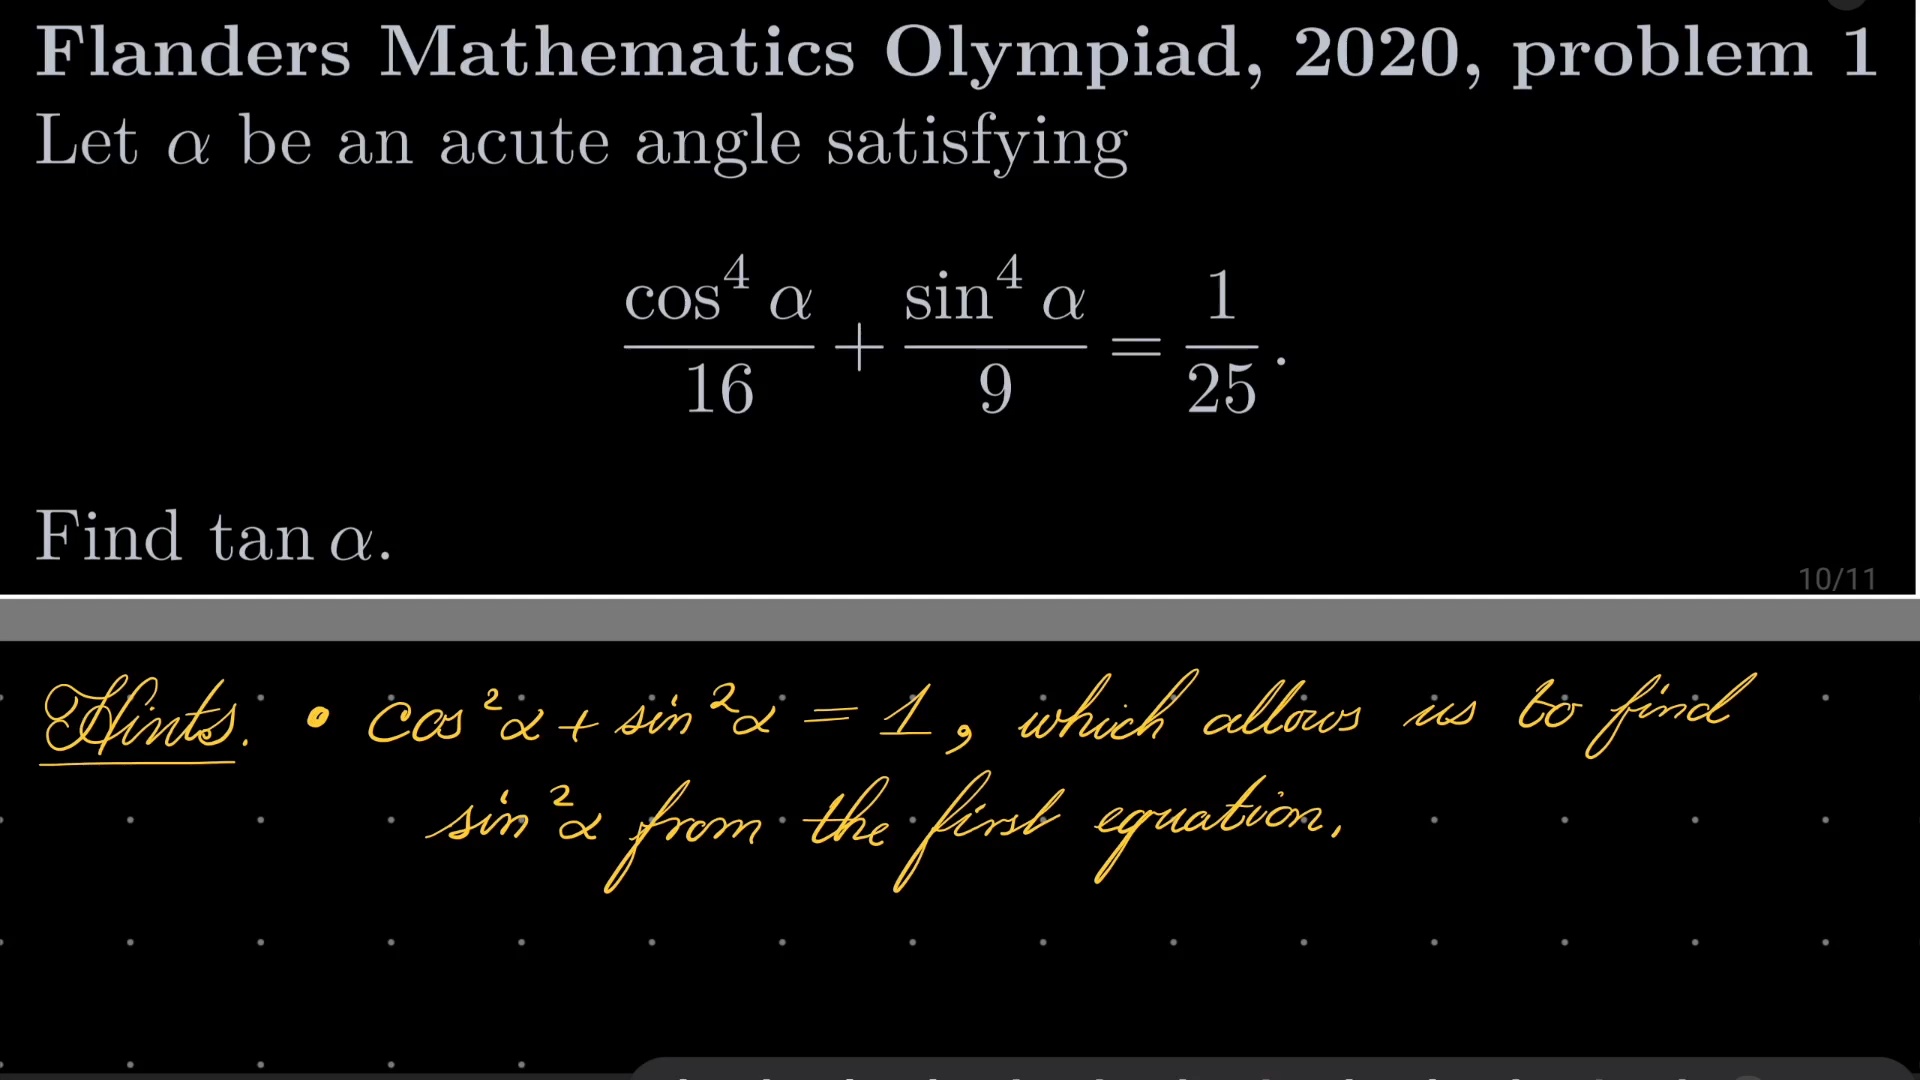 Flanders Mathematics Olympiad, 2020, problem 1
Let α be an acute angle satisfying
cos⁴ α / 16 + sin⁴ α / 9 = 1 / 25 .
Find tan α.
10/11
Hints. • cos²α + sin²α = 1, which allows us to find
sin²α from the first equation.